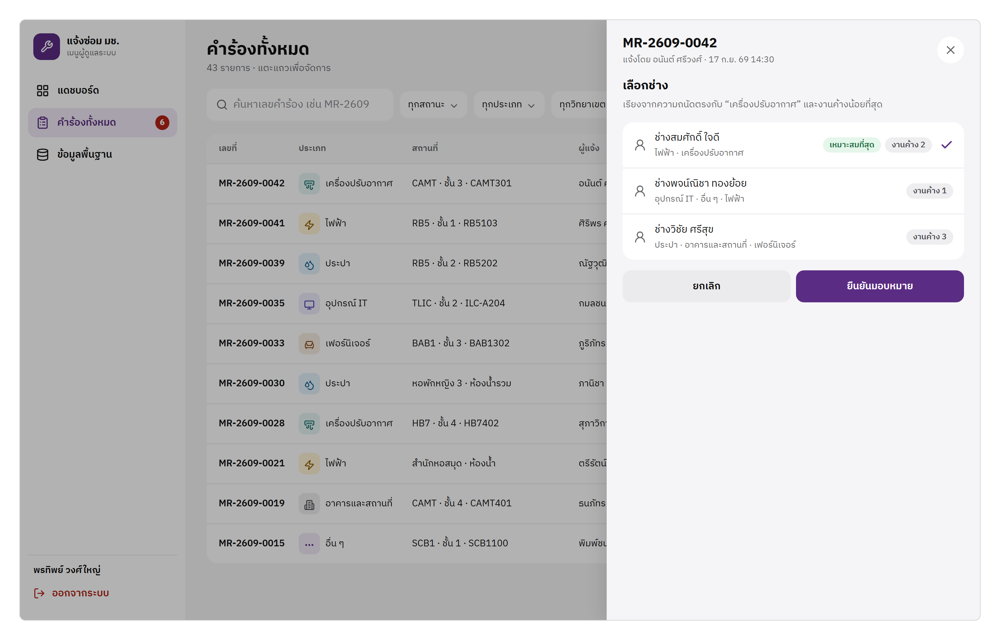 แจ้งซ่อม มช.
เมนูผู้ดูแลระบบ
แดชบอร์ด
คำร้องทั้งหมด 6
ข้อมูลพื้นฐาน
พรทิพย์ วงศ์ใหญ่
ออกจากระบบ
คำร้องทั้งหมด
43 รายการ · แตะแถวเพื่อจัดการ
ค้นหาเลขคำร้อง เช่น MR-2609 ทุกสถานะ ทุกประเภท ทุกวิทยาเขต
เลขที่ ประเภท สถานที่ ผู้แจ้ง
MR-2609-0042 เครื่องปรับอากาศ CAMT · ชั้น 3 · CAMT301 อนันต์
MR-2609-0041 ไฟฟ้า RB5 · ชั้น 1 · RB5103 ศิริพร
MR-2609-0039 ประปา RB5 · ชั้น 2 · RB5202
MR-2609-0035 อุปกรณ์ IT TLIC · ชั้น 2 · ILC-A204 กมลชน
MR-2609-0033 เฟอร์นิเจอร์ BAB1 · ชั้น 3 · BAB1302 ภูริภัทร
MR-2609-0030 ประปา หอพักหญิง 3 · ห้องน้ำรวม ภานิชา
MR-2609-0028 เครื่องปรับอากาศ HB7 · ชั้น 4 · HB7402
MR-2609-0021 ไฟฟ้า สำนักหอสมุด · ห้องน้ำ
MR-2609-0019 อาคารและสถานที่ CAMT · ชั้น 4 · CAMT401 ธนภัทร
MR-2609-0015 อื่น ๆ SCB1 · ชั้น 1 · SCB1100
MR-2609-0042
แจ้งโดย อนันต์ ศรีวงศ์ · 17 ก.ย. 69 14:30
เลือกช่าง
เรียงจากความถนัดตรงกับ “เครื่องปรับอากาศ” และงานค้างน้อยที่สุด
ช่างสมศักดิ์ ใจดี
ไฟฟ้า · เครื่องปรับอากาศ
เหมาะสมที่สุด งานค้าง 2
ช่างพจน์ณิชา ทองย้อย
อุปกรณ์ IT · อื่น ๆ · ไฟฟ้า
งานค้าง 1
ช่างวิชัย ศรีสุข
ประปา · อาคารและสถานที่ · เฟอร์นิเจอร์
งานค้าง 3
ยกเลิก ยืนยันมอบหมาย